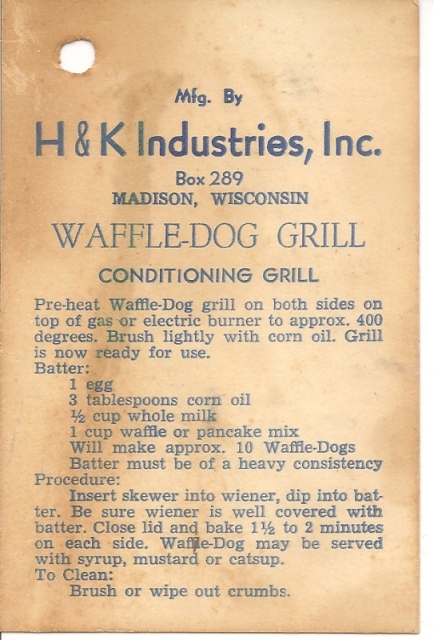 Mfg. By
H & K Industries, Inc.
Box 289
MADISON, WISCONSIN
WAFFLE-DOG GRILL
CONDITIONING GRILL
Pre-heat Waffle-Dog grill on both sides on
top of gas or electric burner to approx. 400
degrees. Brush lightly with corn oil. Grill
is now ready for use.
Batter:
1 egg
3 tablespoons corn oil
½ cup whole milk
1 cup waffle or pancake mix
Will make approx. 10 Waffle-Dogs
Batter must be of a heavy consistency
Procedure:
Insert skewer into wiener, dip into bat-
ter. Be sure wiener is well covered with
batter. Close lid and bake 1½ to 2 minutes
on each side. Waffle-Dog may be served
with syrup, mustard or catsup.
To Clean:
Brush or wipe out crumbs.